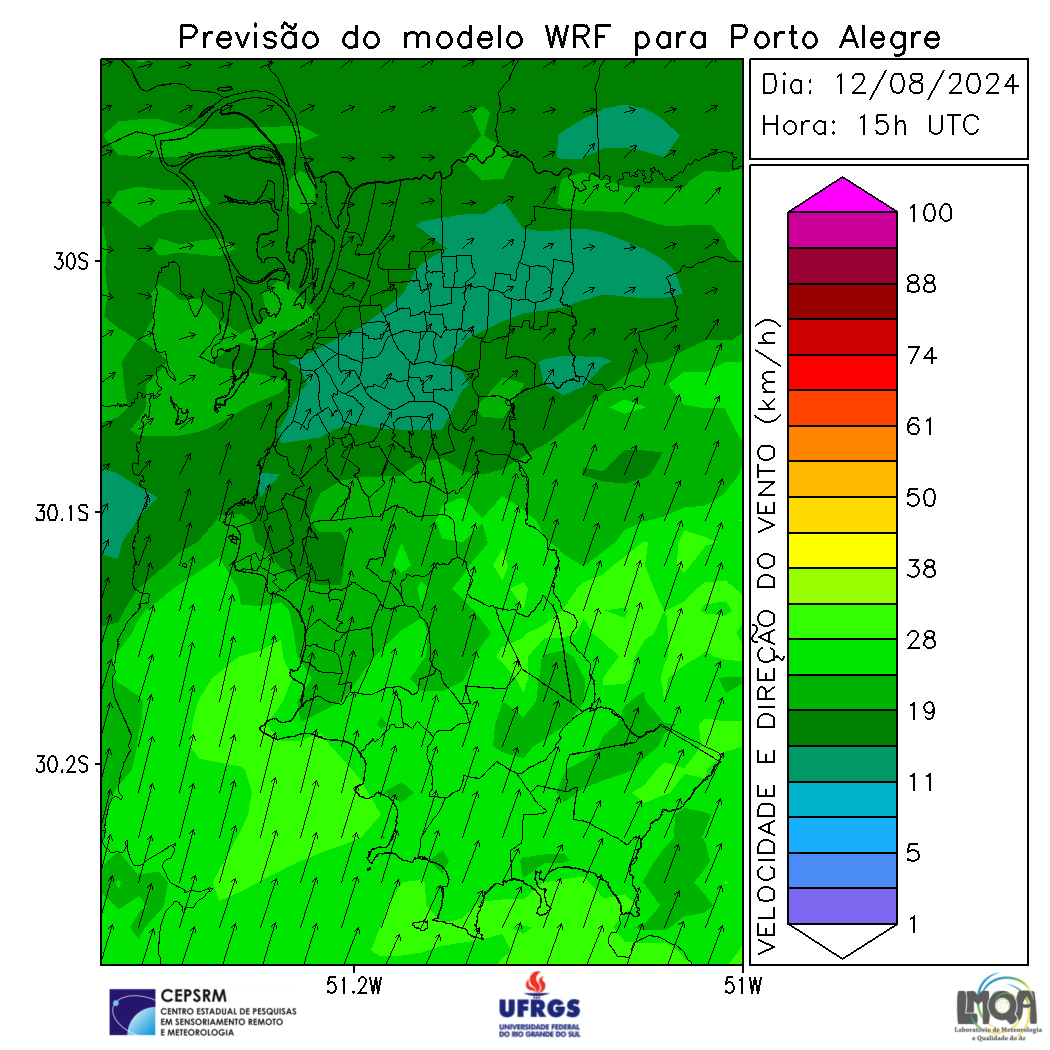 Previsão do modelo WRF para Porto Alegre
Dia: 12/08/2024
Hora: 15h UTC
30S
30.1S
30.2S
51.2W
51W
VELOCIDADE E DIREÇÃO DO VENTO (km/h)
100
88
74
61
50
38
28
19
11
5
1
CEPSRM
CENTRO ESTADUAL DE PESQUISAS
EM SENSORIAMENTO REMOTO
E METEOROLOGIA
UFRGS
UNIVERSIDADE FEDERAL
DO RIO GRANDE DO SUL
LMQA
Laboratório de Meteorologia
e Qualidade do Ar